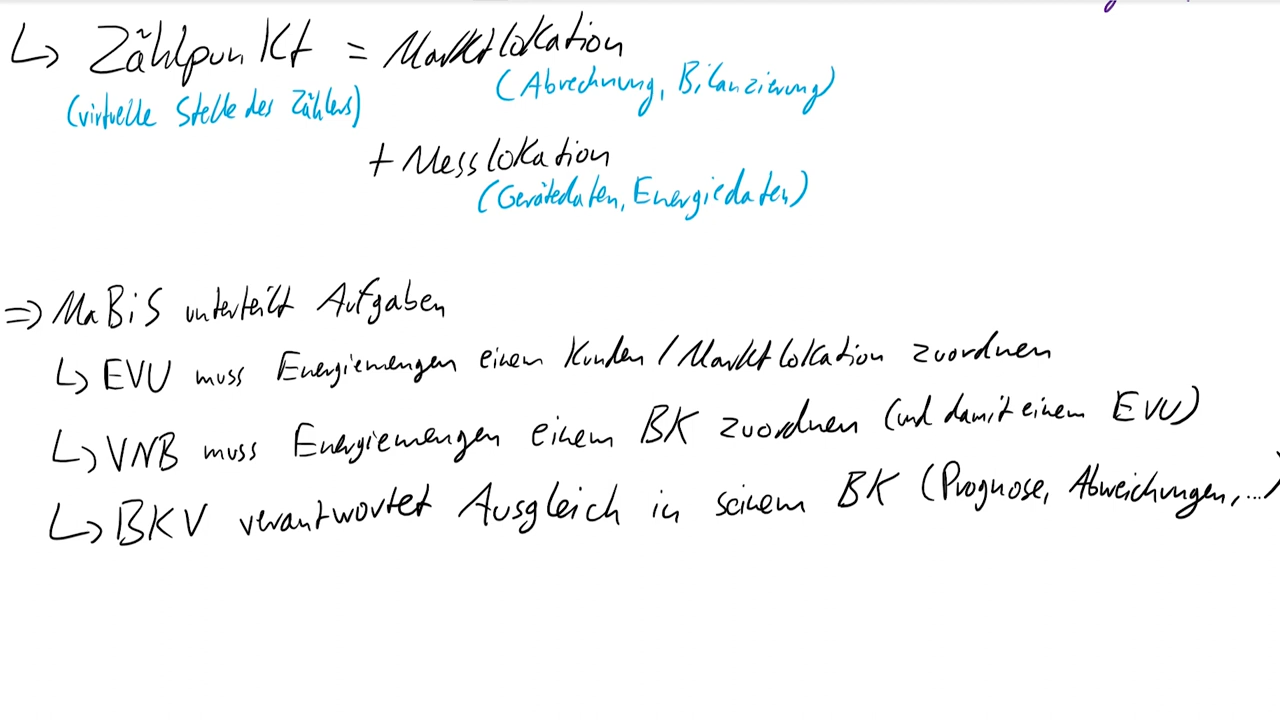 ↳ Zählpunkt = Marktlokation
(virtuelle Stelle des Zählers)
(Abrechnung, Bilanzierung)
+ Messlokation
(Gerätedaten, Energiedaten)
⇒ MaBiS unterteilt Aufgaben
↳ EVU muss Energiemengen einem Kunden / Marktlokation zuordnen
↳ VNB muss Energiemengen einem BK zuordnen (und damit einem EVU)
↳ BKV verantwortet Ausgleich in seinem BK (Prognose, Abweichungen, ...)